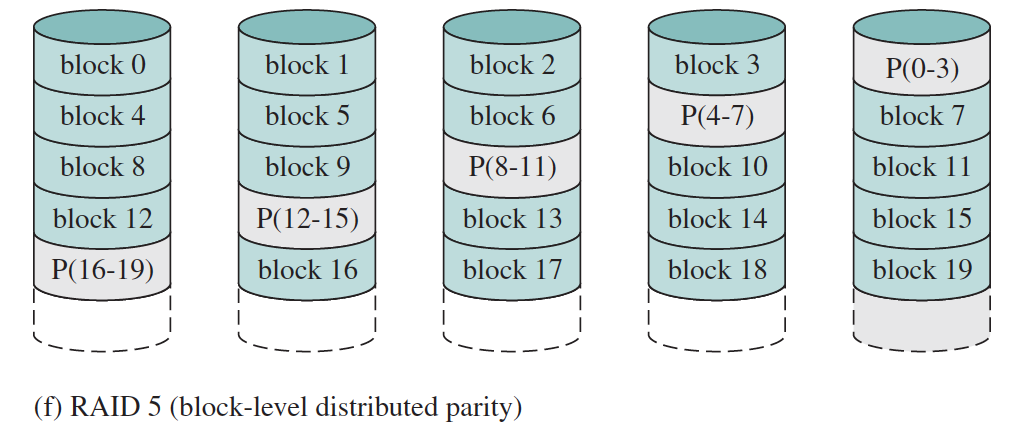 block 0 block 1 block 2 block 3 P(0-3)
block 4 block 5 block 6 P(4-7) block 7
block 8 block 9 P(8-11) block 10 block 11
block 12 P(12-15) block 13 block 14 block 15
P(16-19) block 16 block 17 block 18 block 19
(f) RAID 5 (block-level distributed parity)